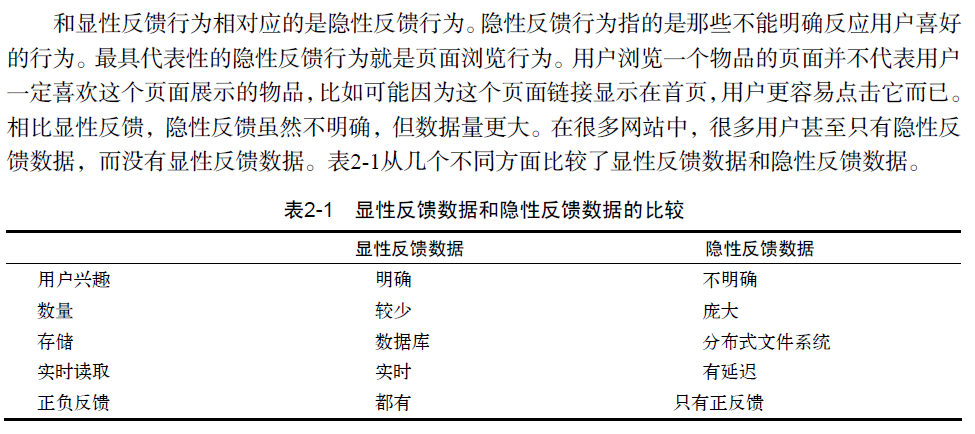 和显性反馈行为相对应的是隐性反馈行为。隐性反馈行为指的是那些不能明确反应用户喜好
的行为。最具代表性的隐性反馈行为就是页面浏览行为。用户浏览一个物品的页面并不代表用户
一定喜欢这个页面展示的物品，比如可能因为这个页面链接显示在首页，用户更容易点击它而已。
相比显性反馈，隐性反馈虽然不明确，但数据量更大。在很多网站中，很多用户甚至只有隐性反
馈数据，而没有显性反馈数据。表2-1从几个不同方面比较了显性反馈数据和隐性反馈数据。
表2-1 显性反馈数据和隐性反馈数据的比较
显性反馈数据 隐性反馈数据
用户兴趣 明确 不明确
数量 较少 庞大
存储 数据库 分布式文件系统
实时读取 实时 有延迟
正负反馈 都有 只有正反馈